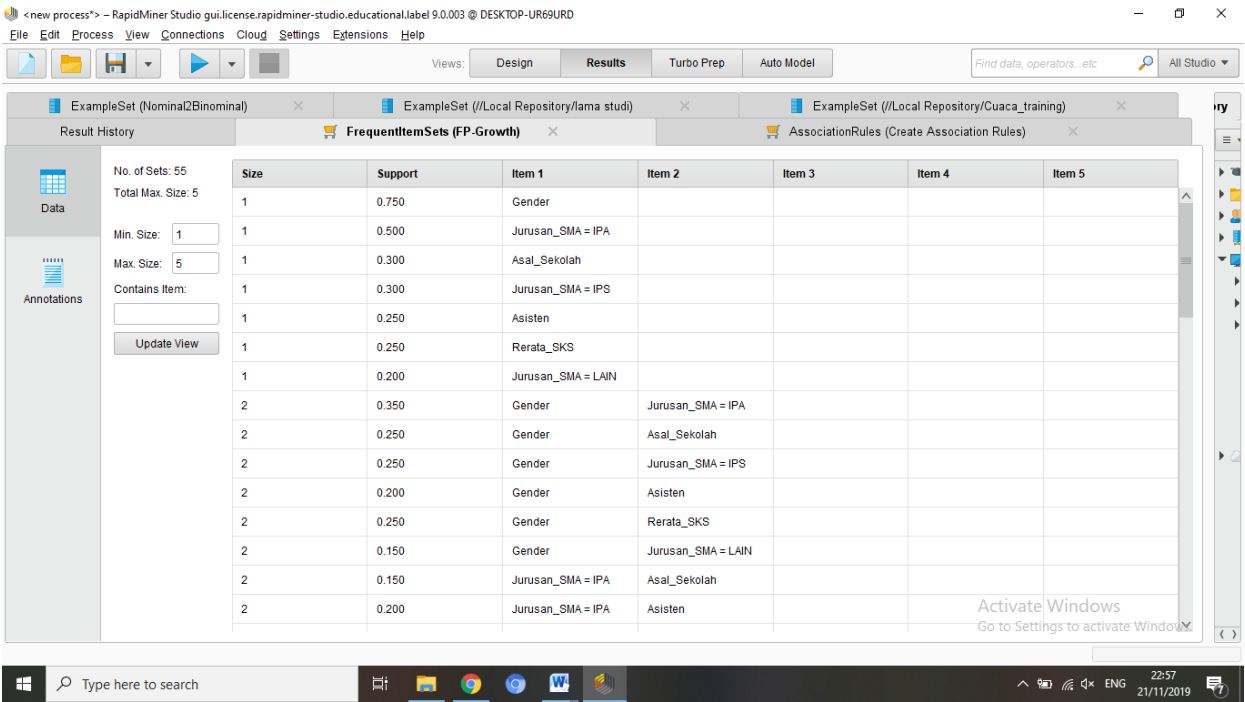 <new process*> – RapidMiner Studio gui.license.rapidminer-studio.educational.label 9.0.003 @ DESKTOP-UR69URD
File Edit Process View Connections Cloud Settings Extensions Help
Views: Design Results Turbo Prep Auto Model Find data, operators...etc All Studio
ExampleSet (Nominal2Binominal) ExampleSet (//Local Repository/lama studi) ExampleSet (//Local Repository/Cuaca_training)
Result History FrequentItemSets (FP-Growth) AssociationRules (Create Association Rules)
Data
Annotations
No. of Sets: 55
Total Max. Size: 5
Min. Size: 1
Max. Size: 5
Contains Item:
Update View
Size Support Item 1 Item 2 Item 3 Item 4 Item 5
1 0.750 Gender
1 0.500 Jurusan_SMA = IPA
1 0.300 Asal_Sekolah
1 0.300 Jurusan_SMA = IPS
1 0.250 Asisten
1 0.250 Rerata_SKS
1 0.200 Jurusan_SMA = LAIN
2 0.350 Gender Jurusan_SMA = IPA
2 0.250 Gender Asal_Sekolah
2 0.250 Gender Jurusan_SMA = IPS
2 0.200 Gender Asisten
2 0.250 Gender Rerata_SKS
2 0.150 Gender Jurusan_SMA = LAIN
2 0.150 Jurusan_SMA = IPA Asal_Sekolah
2 0.200 Jurusan_SMA = IPA Asisten
Activate Windows
Go to Settings to activate Windows.
Type here to search
ENG
22:57
21/11/2019